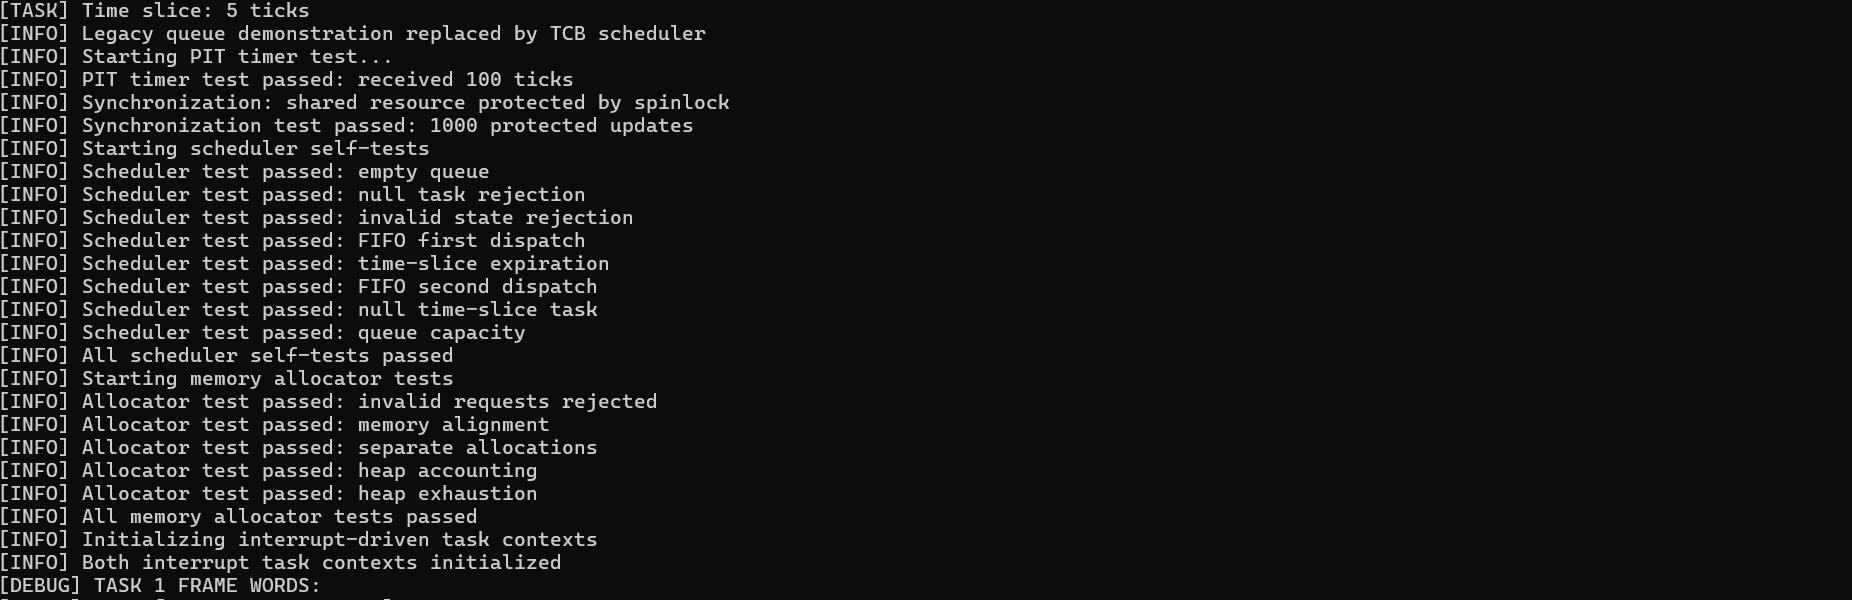 [TASK] Time slice: 5 ticks
[INFO] Legacy queue demonstration replaced by TCB scheduler
[INFO] Starting PIT timer test...
[INFO] PIT timer test passed: received 100 ticks
[INFO] Synchronization: shared resource protected by spinlock
[INFO] Synchronization test passed: 1000 protected updates
[INFO] Starting scheduler self-tests
[INFO] Scheduler test passed: empty queue
[INFO] Scheduler test passed: null task rejection
[INFO] Scheduler test passed: invalid state rejection
[INFO] Scheduler test passed: FIFO first dispatch
[INFO] Scheduler test passed: time-slice expiration
[INFO] Scheduler test passed: FIFO second dispatch
[INFO] Scheduler test passed: null time-slice task
[INFO] Scheduler test passed: queue capacity
[INFO] All scheduler self-tests passed
[INFO] Starting memory allocator tests
[INFO] Allocator test passed: invalid requests rejected
[INFO] Allocator test passed: memory alignment
[INFO] Allocator test passed: separate allocations
[INFO] Allocator test passed: heap accounting
[INFO] Allocator test passed: heap exhaustion
[INFO] All memory allocator tests passed
[INFO] Initializing interrupt-driven task contexts
[INFO] Both interrupt task contexts initialized
[DEBUG] TASK 1 FRAME WORDS: